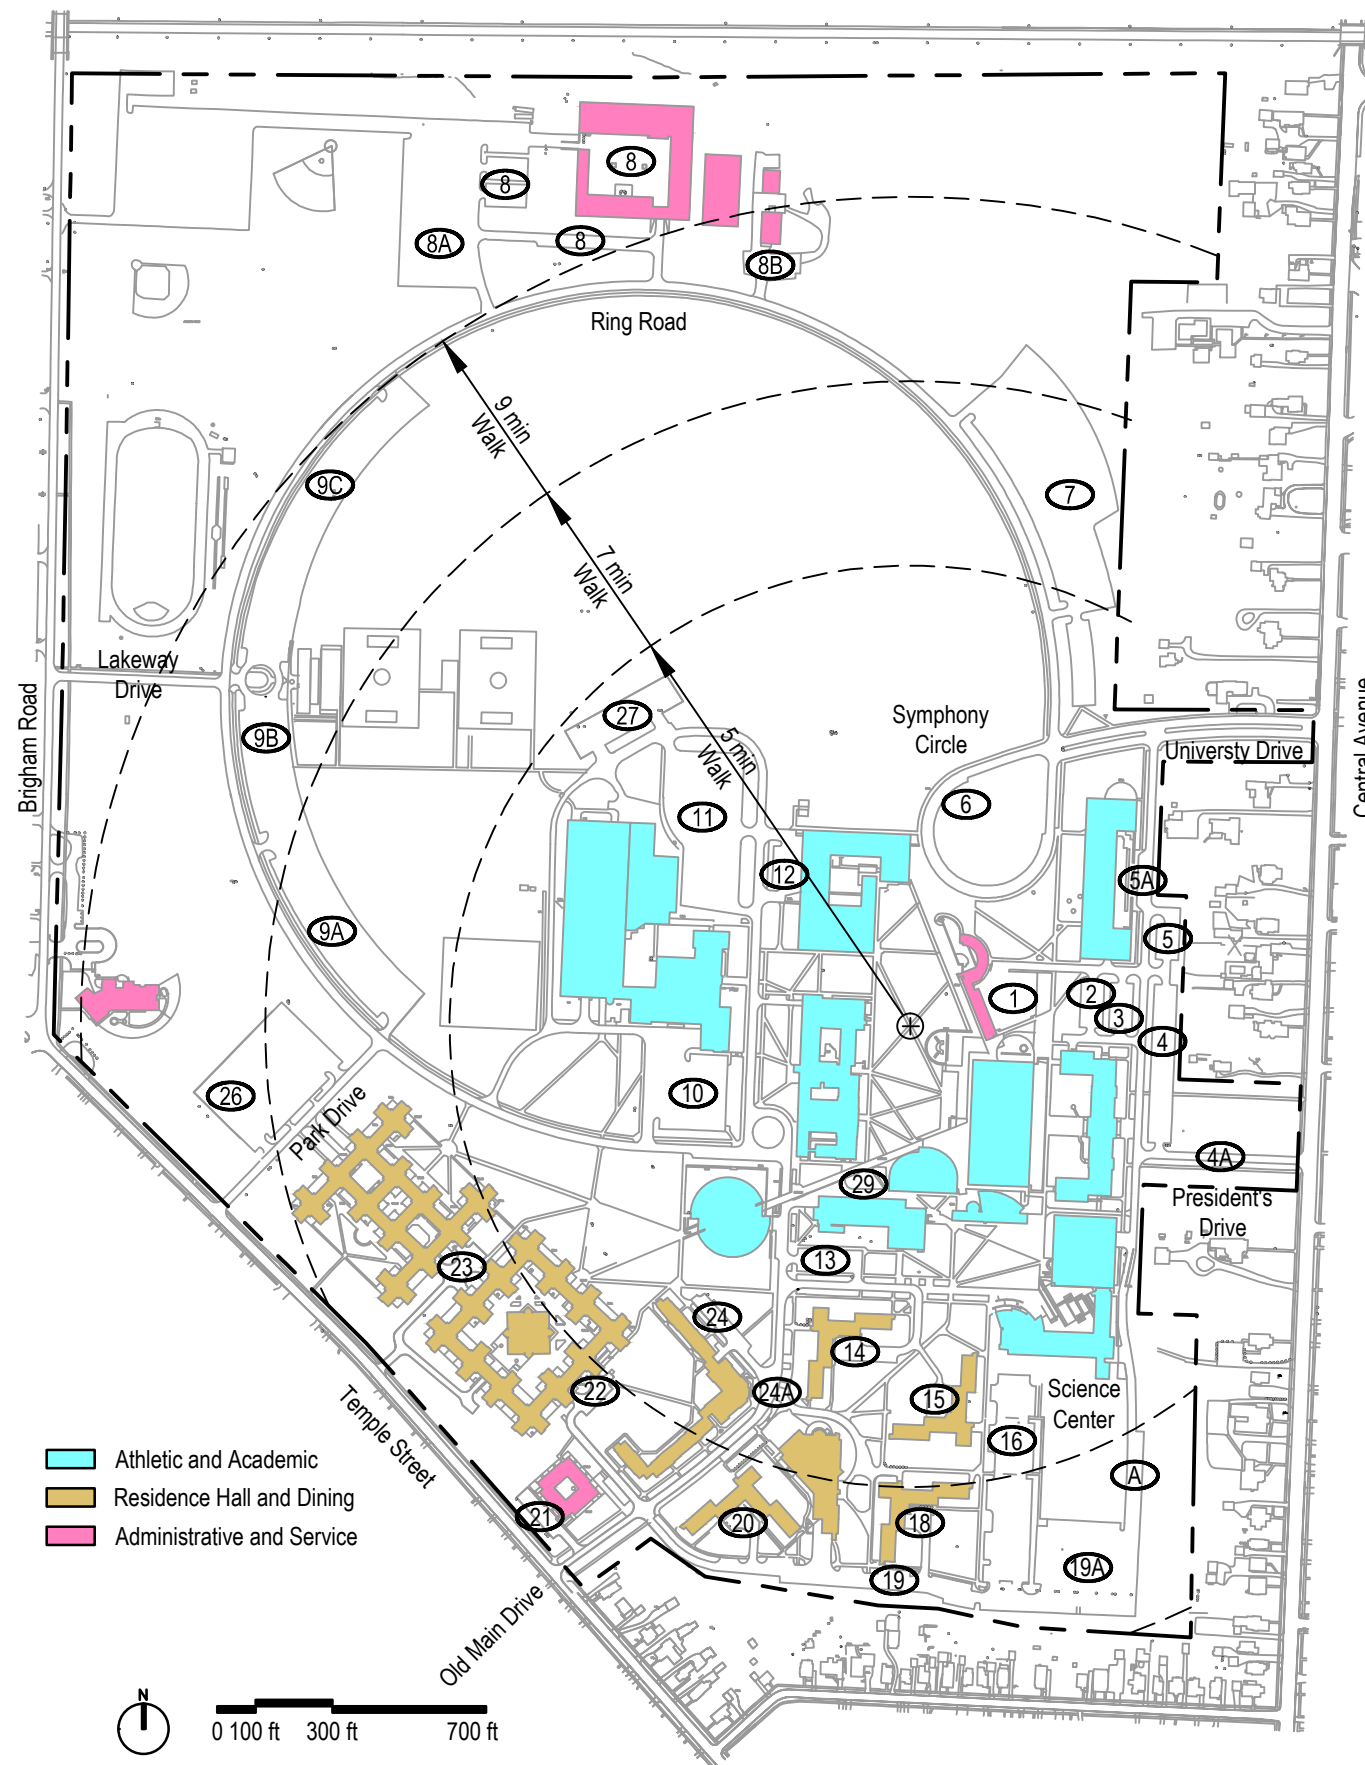 8
8
8A
8
8B
Ring Road
9 min
Walk
9C
7
7 min
Walk
Lakeway
Drive
27
Symphony
Circle
5 min
Walk
9B
Universty Drive
Brigham Road
Central Avenue
6
11
12
5A
9A
5
2
1
3
4
10
26
Park Drive
4A
29
President's
Drive
13
23
24
14
22
24A
15
Science
Center
16
Temple Street
A
21
20
18
19A
19
Athletic and Academic
Residence Hall and Dining
Administrative and Service
Old Main Drive
N
0 100 ft 300 ft 700 ft